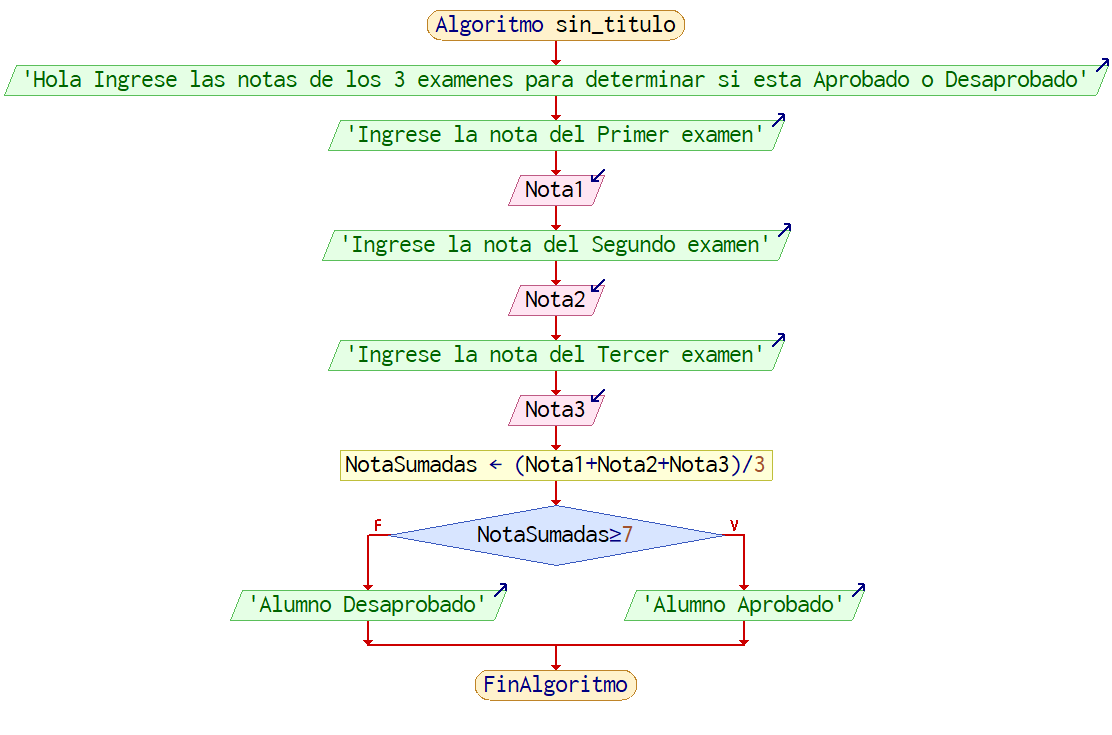 Algoritmo sin_titulo
'Hola Ingrese las notas de los 3 examenes para determinar si esta Aprobado o Desaprobado'
'Ingrese la nota del Primer examen'
Nota1
'Ingrese la nota del Segundo examen'
Nota2
'Ingrese la nota del Tercer examen'
Nota3
NotaSumadas ← (Nota1+Nota2+Nota3)/3
NotaSumadas≥7
F
V
'Alumno Desaprobado'
'Alumno Aprobado'
FinAlgoritmo